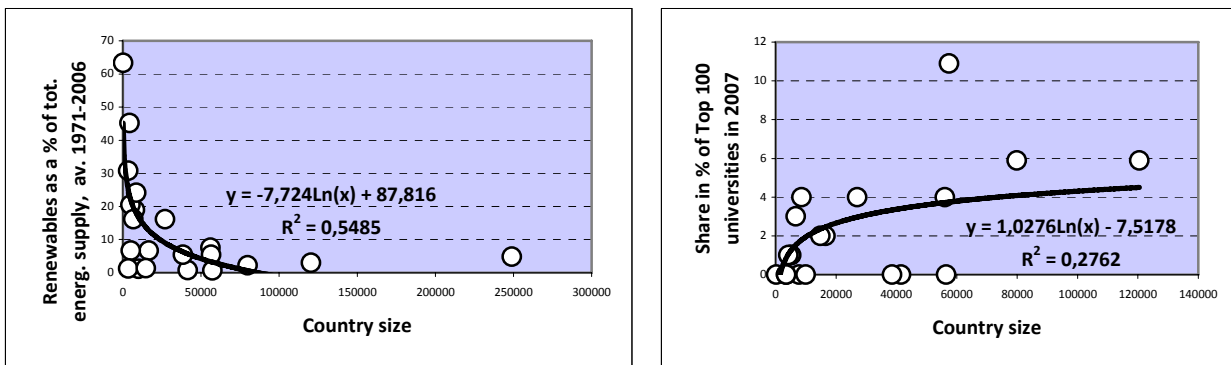 Renewables as a % of tot.
energ. supply, av. 1971-2006
70
60
50
40
30
20
10
0
y = -7,724Ln(x) + 87,816
R² = 0,5485
0 50000 100000 150000 200000 250000 300000
Country size
Share in % of Top 100
universities in 2007
12
10
8
6
4
2
0
y = 1,0276Ln(x) - 7,5178
R² = 0,2762
0 20000 40000 60000 80000 100000 120000 140000
Country size